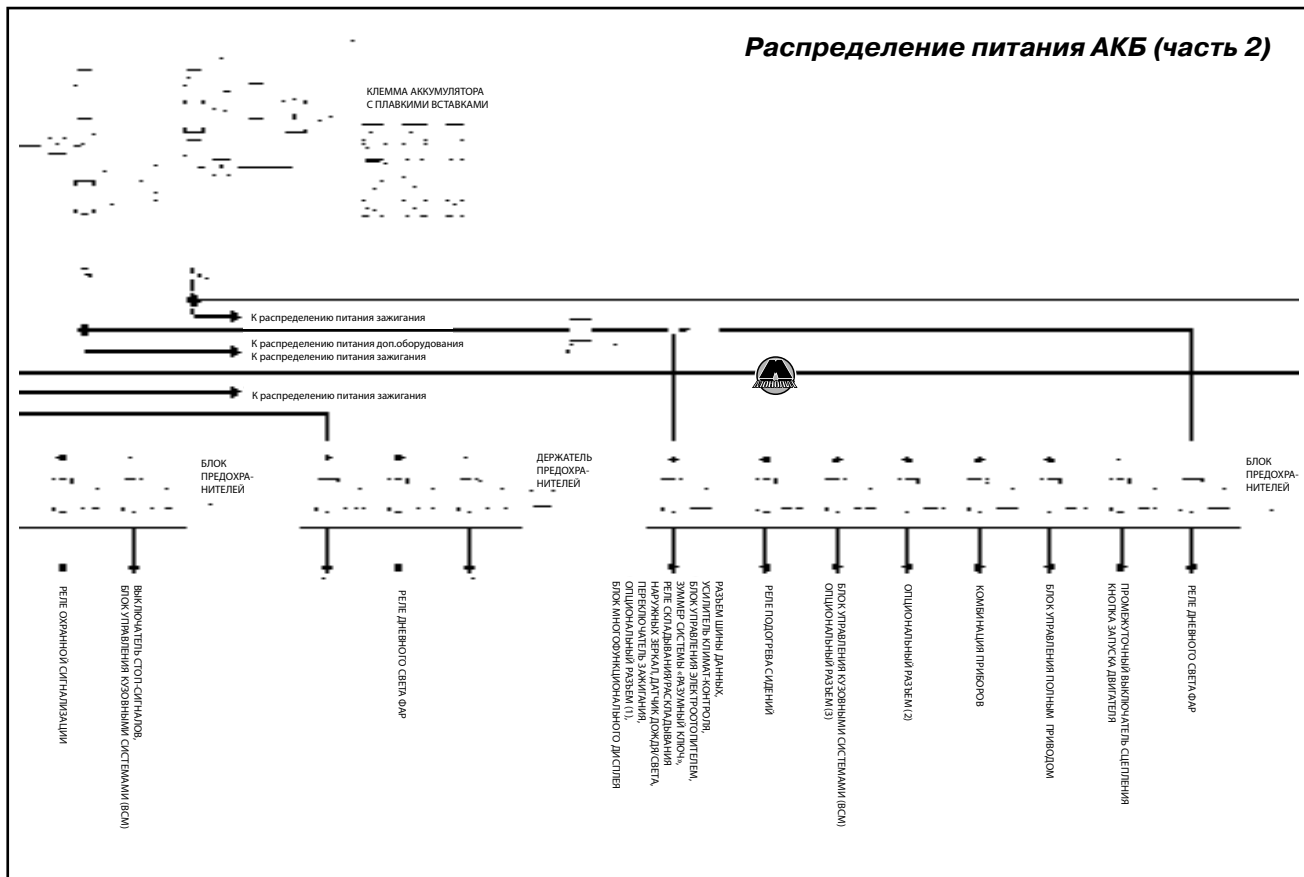 Распределение питания АКБ (часть 2)
КЛЕММА АККУМУЛЯТОРА
С ПЛАВКИМИ ВСТАВКАМИ
К распределению питания зажигания
К распределению питания доп.оборудования
К распределению питания зажигания
К распределению питания зажигания
БЛОК
ПРЕДОХРА-
НИТЕЛЕЙ
ДЕРЖАТЕЛЬ
ПРЕДОХРА-
НИТЕЛЕЙ
БЛОК
ПРЕДОХРА-
НИТЕЛЕЙ
РЕЛЕ ОХРАННОЙ СИГНАЛИЗАЦИИ
ВЫКЛЮЧАТЕЛЬ СТОП-СИГНАЛОВ,
БЛОК УПРАВЛЕНИЯ КУЗОВНЫМИ СИСТЕМАМИ (BCM)
РЕЛЕ ДНЕВНОГО СВЕТА ФАР
РАЗЪЕМ ШИНЫ ДАННЫХ,
УСИЛИТЕЛЬ КЛИМАТ-КОНТРОЛЯ,
БЛОК УПРАВЛЕНИЯ ЭЛЕКТРООТОПИТЕЛЕМ,
ЗУММЕР СИСТЕМЫ «РАЗУМНЫЙ КЛЮЧ»,
РЕЛЕ СКЛАДЫВАНИЯ/РАСКЛАДЫВАНИЯ
НАРУЖНЫХ ЗЕРКАЛ, ДАТЧИК ДОЖДЯ/СВЕТА,
ПЕРЕКЛЮЧАТЕЛЬ ЗАЖИГАНИЯ,
ОПЦИОНАЛЬНЫЙ РАЗЪЕМ (1),
БЛОК МНОГОФУНКЦИОНАЛЬНОГО ДИСПЛЕЯ
РЕЛЕ ПОДОГРЕВА СИДЕНИЙ
БЛОК УПРАВЛЕНИЯ КУЗОВНЫМИ СИСТЕМАМИ (BCM)
ОПЦИОНАЛЬНЫЙ РАЗЪЕМ (3)
ОПЦИОНАЛЬНЫЙ РАЗЪЕМ (2)
КОМБИНАЦИЯ ПРИБОРОВ
БЛОК УПРАВЛЕНИЯ ПОЛНЫМ ПРИВОДОМ
ПРОМЕЖУТОЧНЫЙ ВЫКЛЮЧАТЕЛЬ СЦЕПЛЕНИЯ
КНОПКА ЗАПУСКА ДВИГАТЕЛЯ
РЕЛЕ ДНЕВНОГО СВЕТА ФАР